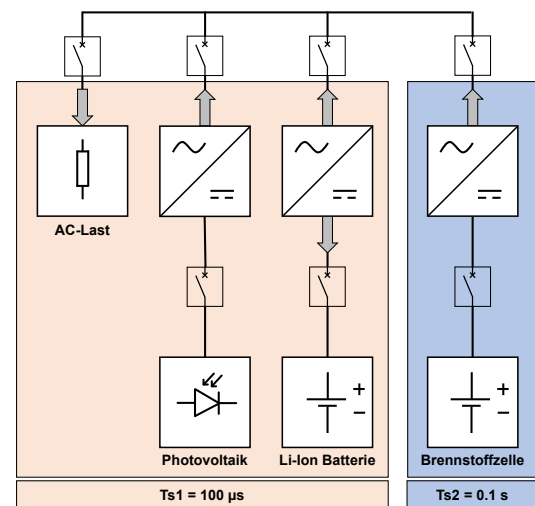 AC-Last
Photovoltaik
Li-Ion Batterie
Brennstoffzelle
Ts1 = 100 µs
Ts2 = 0.1 s